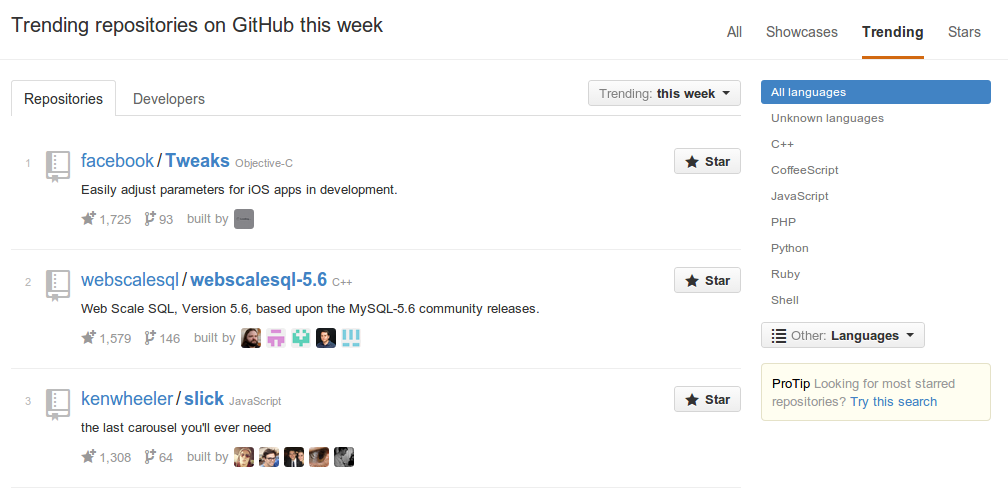 Trending repositories on GitHub this week
All Showcases Trending Stars
Repositories Developers
Trending: this week
1 facebook / Tweaks Objective-C
Star
Easily adjust parameters for iOS apps in development.
1,725 93 built by
2 webscalesql / webscalesql-5.6 C++
Star
Web Scale SQL, Version 5.6, based upon the MySQL-5.6 community releases.
1,579 146 built by
3 kenwheeler / slick JavaScript
Star
the last carousel you'll ever need
1,308 64 built by
All languages
Unknown languages
C++
CoffeeScript
JavaScript
PHP
Python
Ruby
Shell
Other: Languages
ProTip Looking for most starred
repositories? Try this search